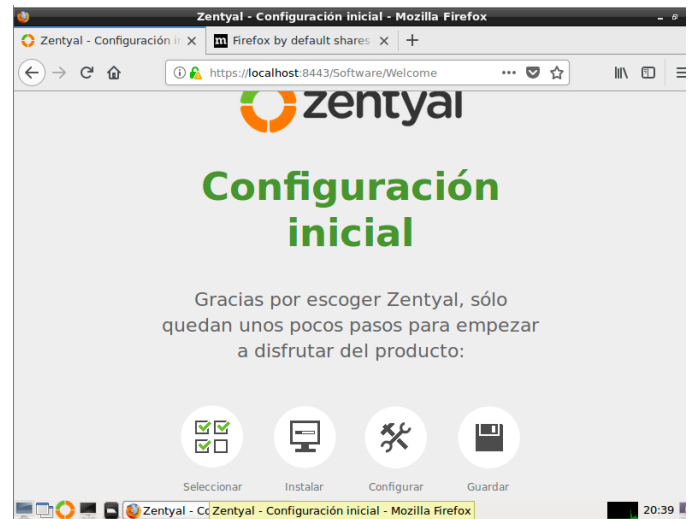 Zentyal - Configuración inicial - Mozilla Firefox
Zentyal - Configuración in
m Firefox by default shares
https://localhost:8443/Software/Welcome
zentyal
Configuración
inicial
Gracias por escoger Zentyal, sólo
quedan unos pocos pasos para empezar
a disfrutar del producto:
Seleccionar Instalar Configurar Guardar
Zentyal - Co
Zentyal - Configuración inicial - Mozilla Firefox
20:39